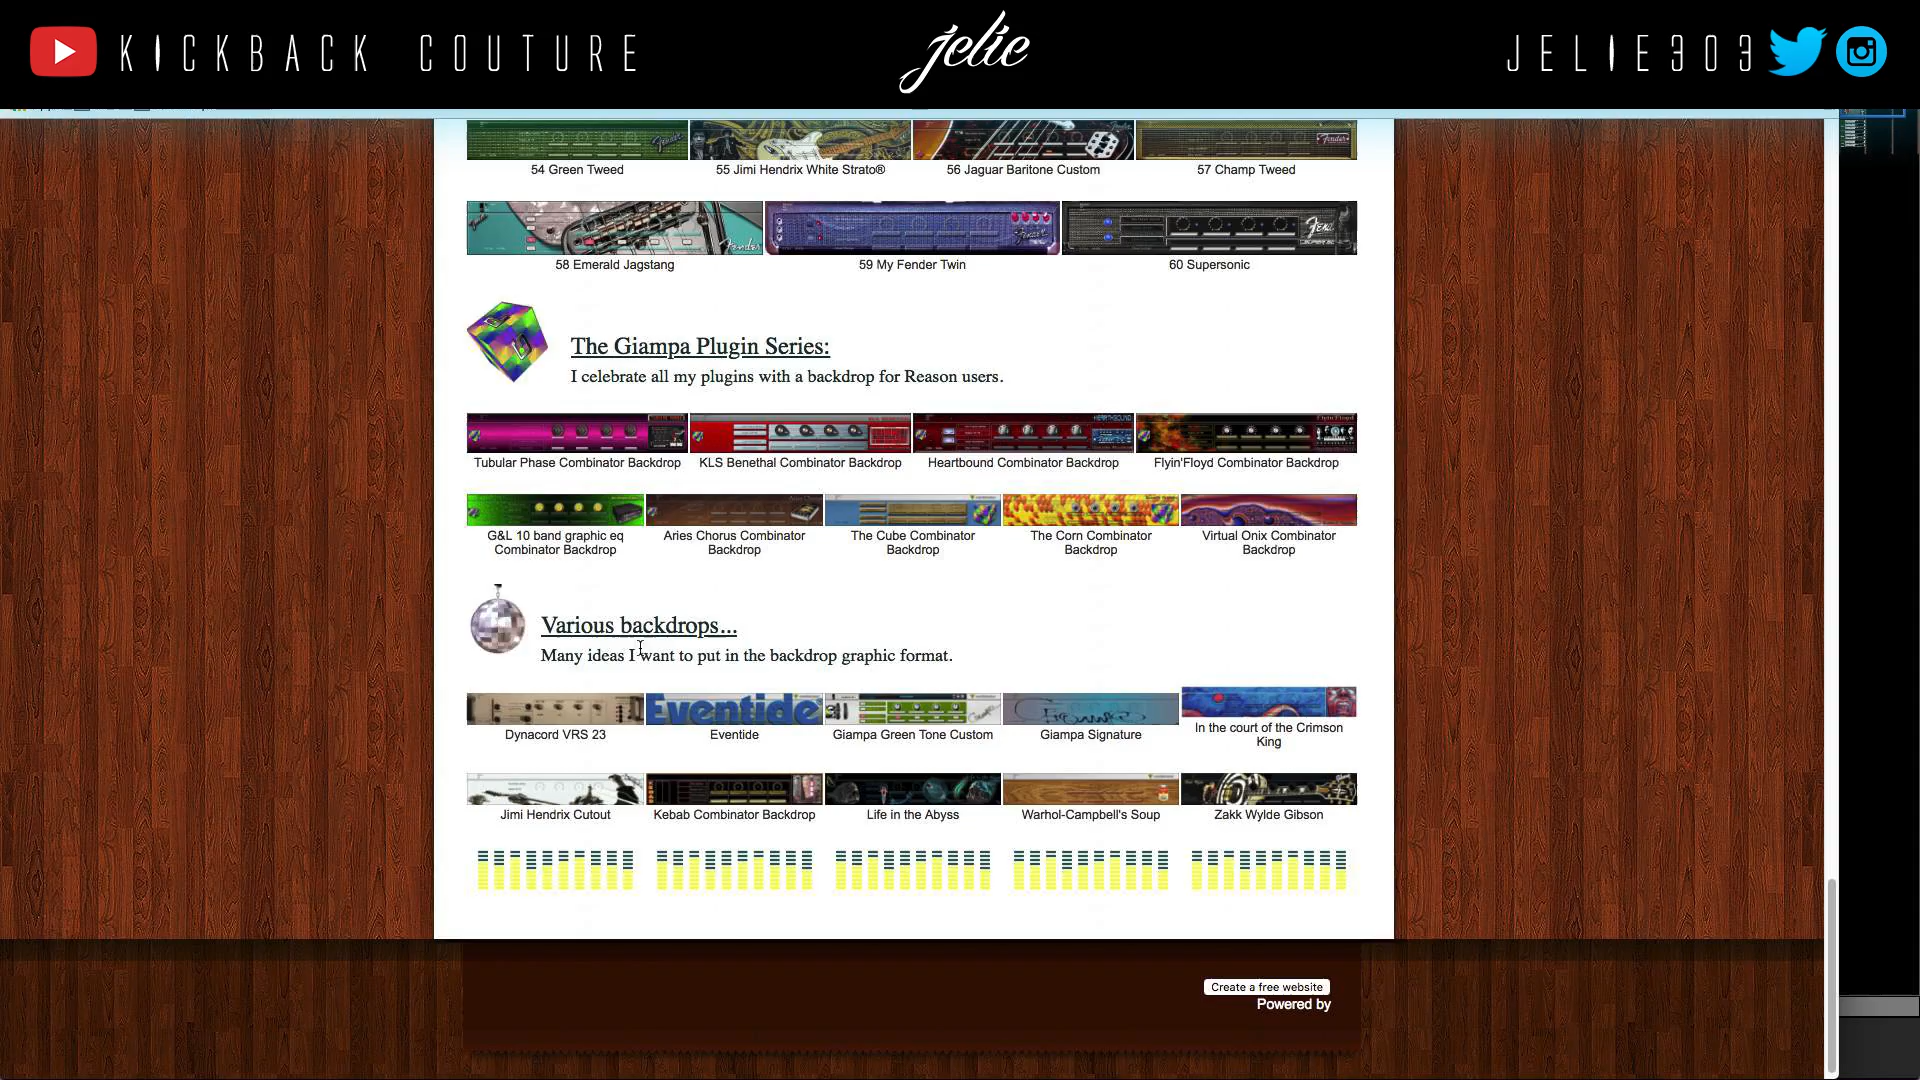 KICKBACK COUTURE
jelie
JELIE303
54 Green Tweed
55 Jimi Hendrix White Strato®
56 Jaguar Baritone Custom
57 Champ Tweed
58 Emerald Jagstang
59 My Fender Twin
60 Supersonic
The Giampa Plugin Series:
I celebrate all my plugins with a backdrop for Reason users.
Tubular Phase Combinator Backdrop
KLS Benethal Combinator Backdrop
Heartbound Combinator Backdrop
Flyin'Floyd Combinator Backdrop
G&L 10 band graphic eq
Combinator Backdrop
Aries Chorus Combinator
Backdrop
The Cube Combinator
Backdrop
The Corn Combinator
Backdrop
Virtual Onix Combinator
Backdrop
Various backdrops...
Many ideas I want to put in the backdrop graphic format.
Eventide
Dynacord VRS 23
Eventide
Giampa Green Tone Custom
Giampa Signature
In the court of the Crimson
King
Jimi Hendrix Cutout
Kebab Combinator Backdrop
Life in the Abyss
Warhol-Campbell's Soup
Zakk Wylde Gibson
Create a free website
Powered by